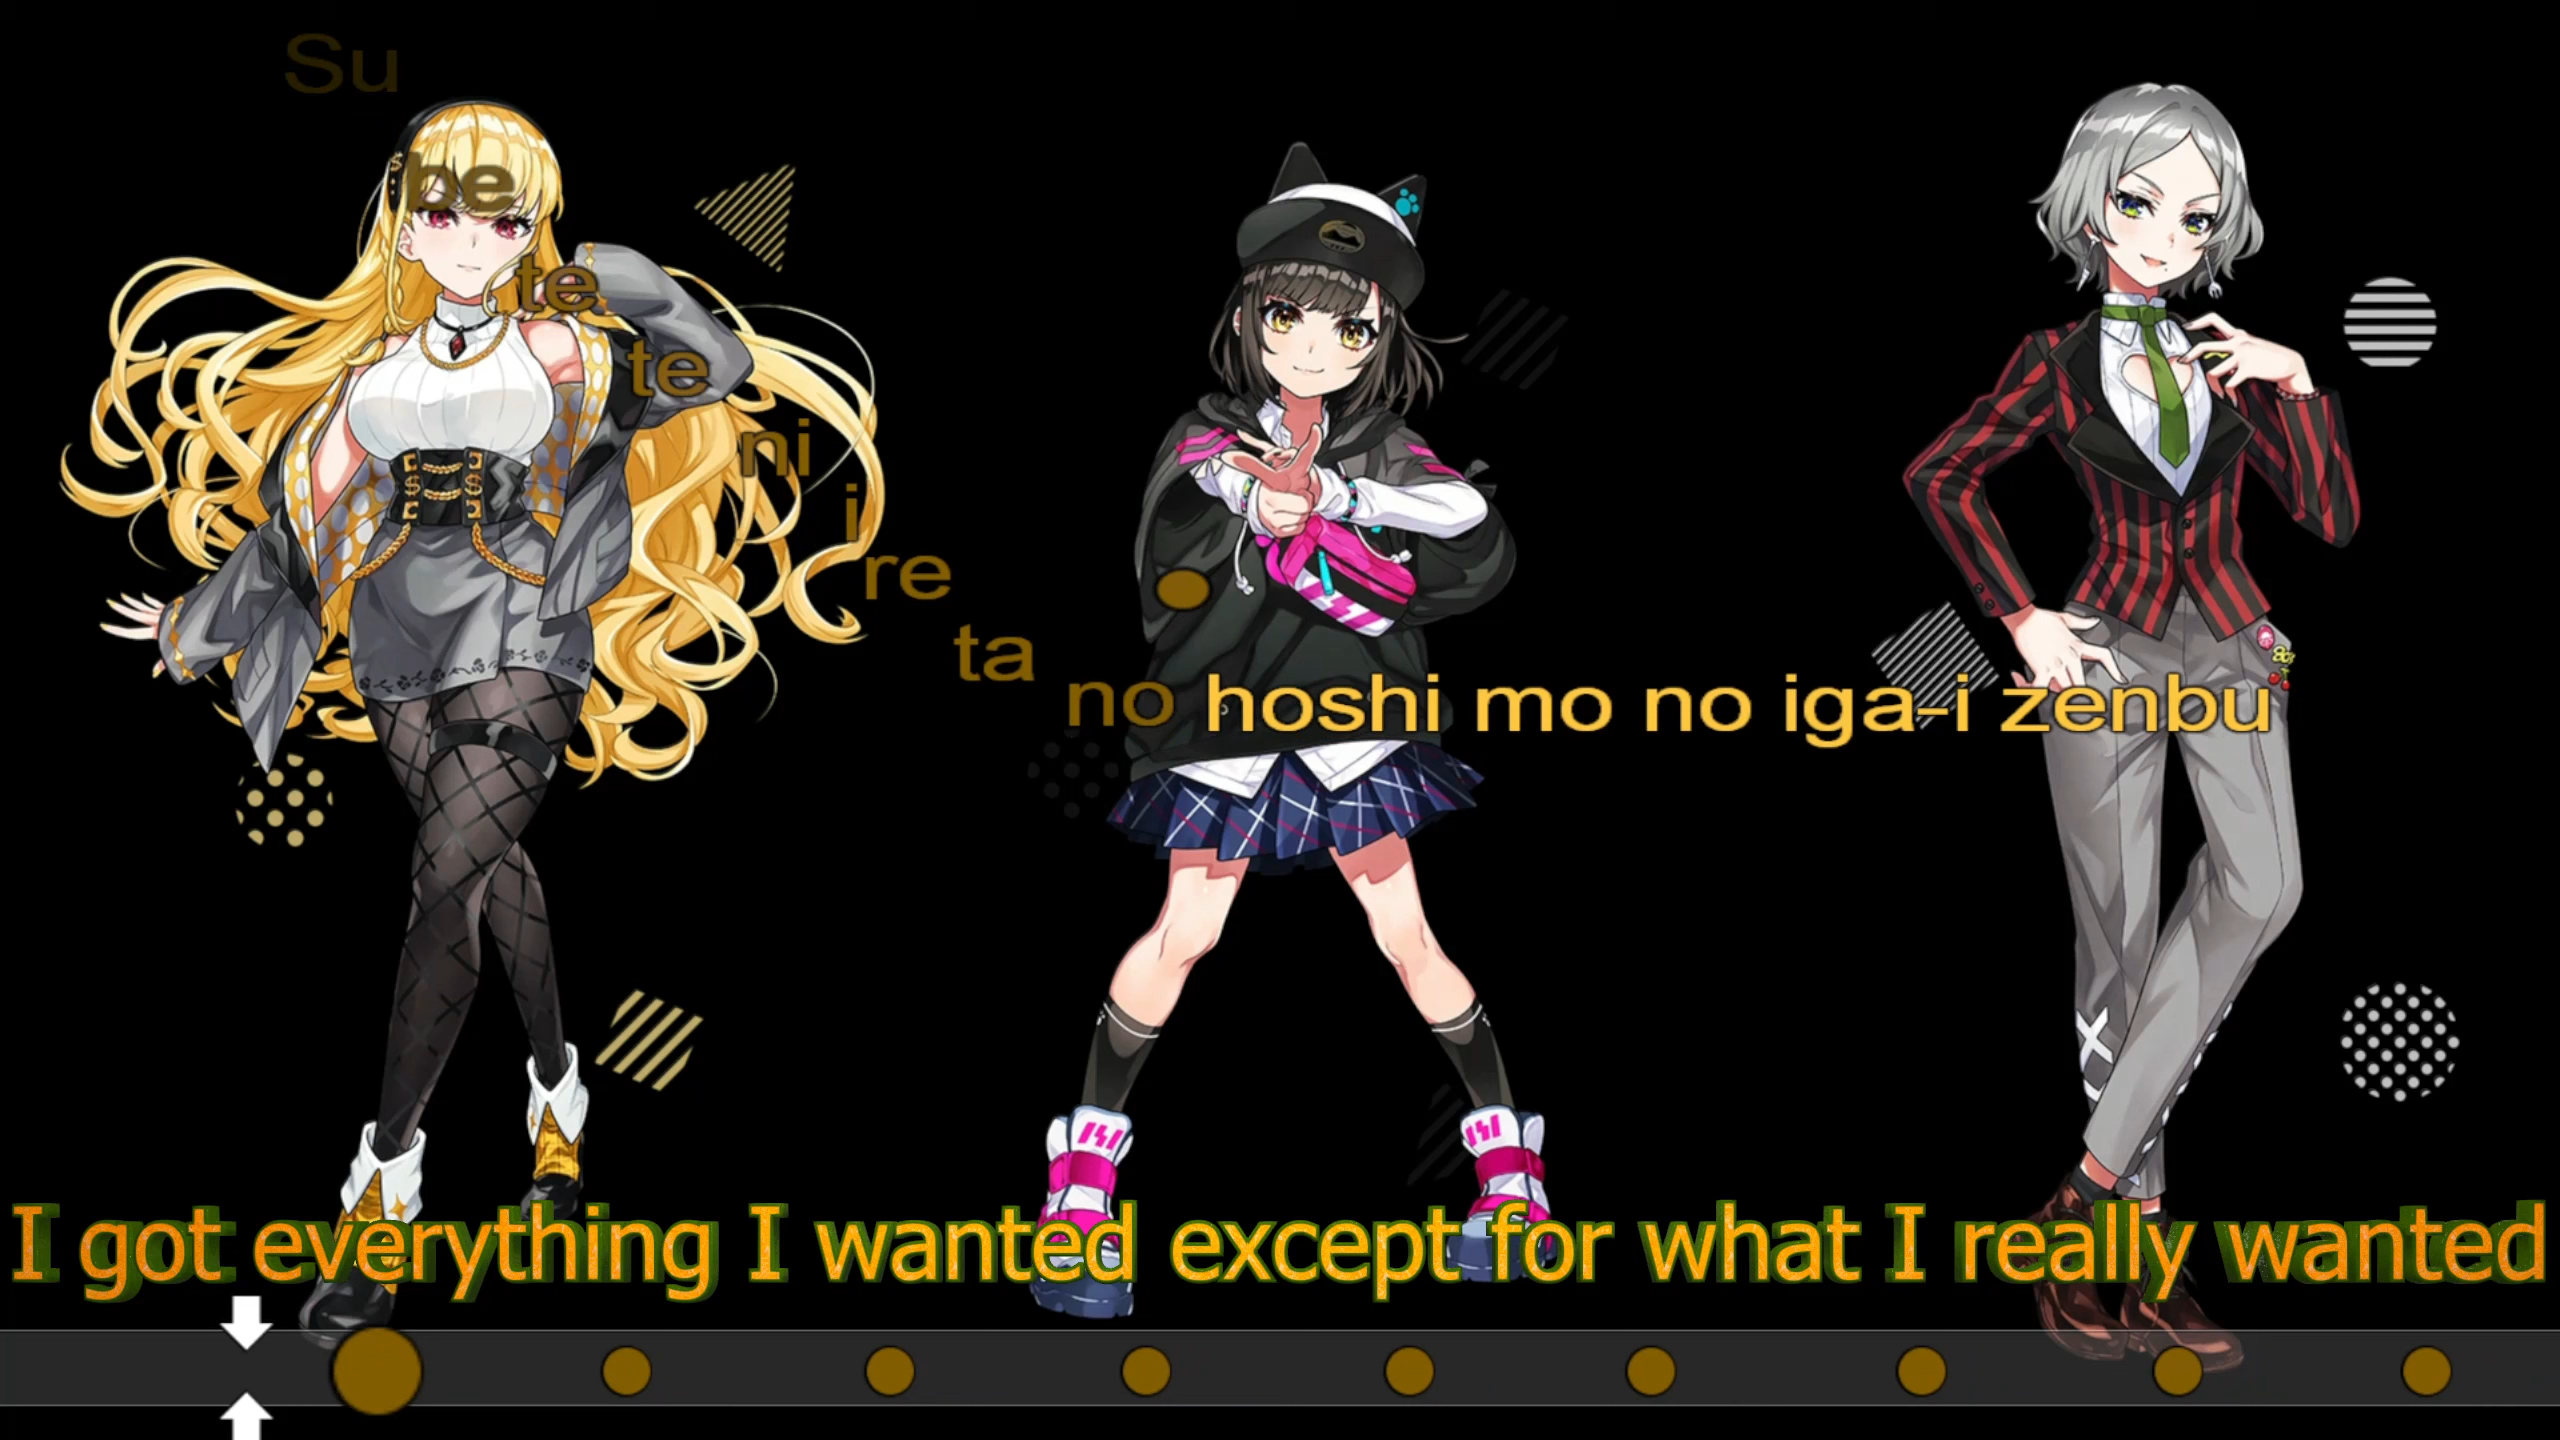 Su be te te ni i re ta no hoshi mo no iga-i zenbu
I got everything I wanted except for what I really wanted